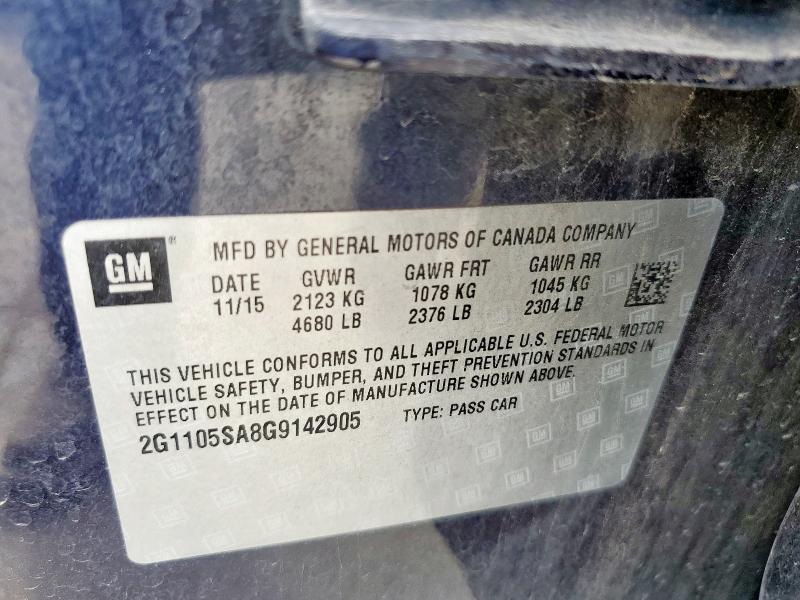 GM
MFD BY GENERAL MOTORS OF CANADA COMPANY
DATE GVWR GAWR FRT GAWR RR
11/15 2123 KG 1078 KG 1045 KG
4680 LB 2376 LB 2304 LB
THIS VEHICLE CONFORMS TO ALL APPLICABLE U.S. FEDERAL MOTOR
VEHICLE SAFETY, BUMPER, AND THEFT PREVENTION STANDARDS IN
EFFECT ON THE DATE OF MANUFACTURE SHOWN ABOVE.
2G1105SA8G9142905 TYPE: PASS CAR